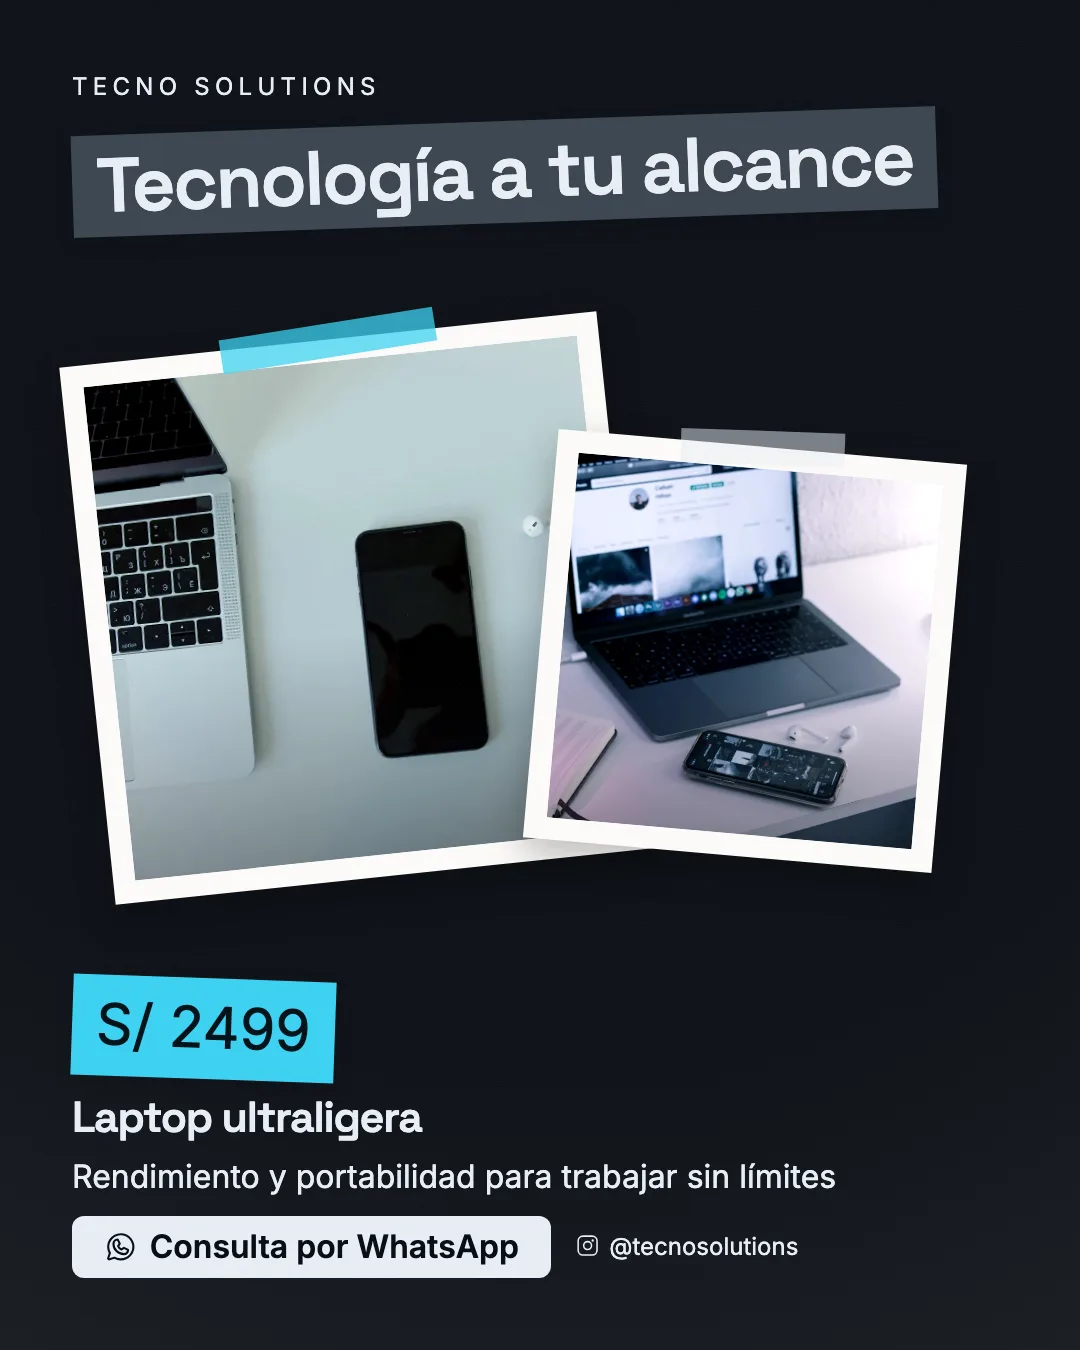 TECNO SOLUTIONS
Tecnología a tu alcance
S/ 2499
Laptop ultraligera
Rendimiento y portabilidad para trabajar sin límites
Consulta por WhatsApp
@tecnosolutions